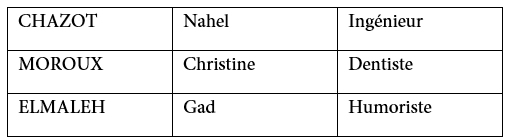 CHAZOT Nahel Ingénieur
MOROUX Christine Dentiste
ELMALEH Gad Humoriste